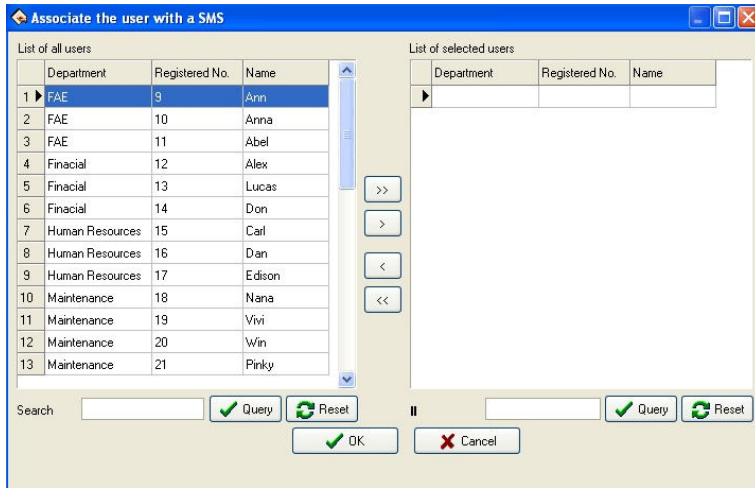 Associate the user with a SMS
List of all users
List of selected users
Department Registered No. Name
Department Registered No. Name
1 FAE 9 Ann
2 FAE 10 Anna
3 FAE 11 Abel
4 Finacial 12 Alex
5 Finacial 13 Lucas
6 Finacial 14 Don
7 Human Resources 15 Carl
8 Human Resources 16 Dan
9 Human Resources 17 Edison
10 Maintenance 18 Nana
11 Maintenance 19 Vivi
12 Maintenance 20 Win
13 Maintenance 21 Pinky
>>
>
<
<<
Search Query Reset
Query Reset
OK Cancel